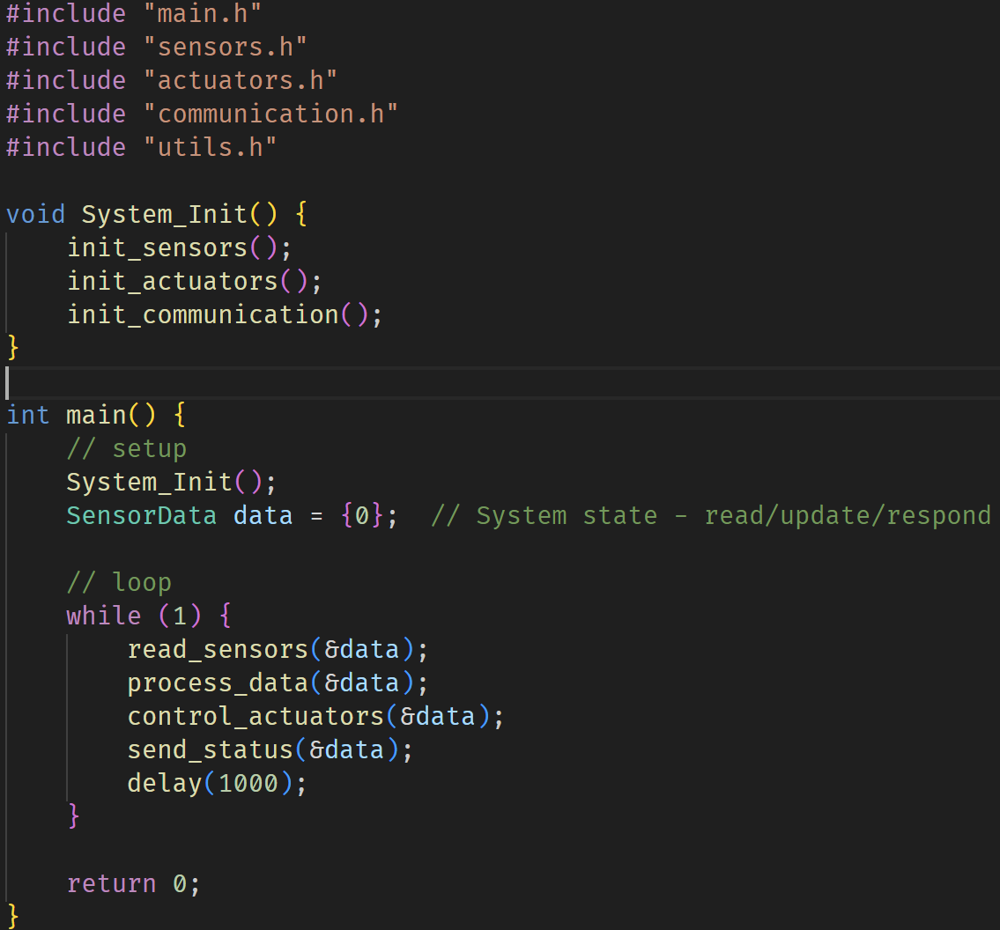 #include "main.h"
#include "sensors.h"
#include "actuators.h"
#include "communication.h"
#include "utils.h"

void System_Init() {
    init_sensors();
    init_actuators();
    init_communication();
}

int main() {
    // setup
    System_Init();
    SensorData data = {0};  // System state - read/update/respond

    // loop
    while (1) {
        read_sensors(&data);
        process_data(&data);
        control_actuators(&data);
        send_status(&data);
        delay(1000);
    }

    return 0;
}